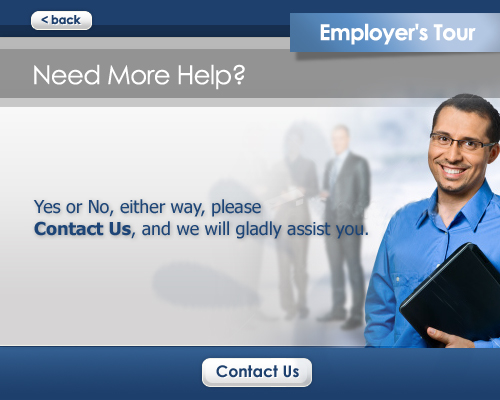 < back
Employer's Tour
Need More Help?
Yes or No, either way, please
Contact Us, and we will gladly assist you.
Contact Us